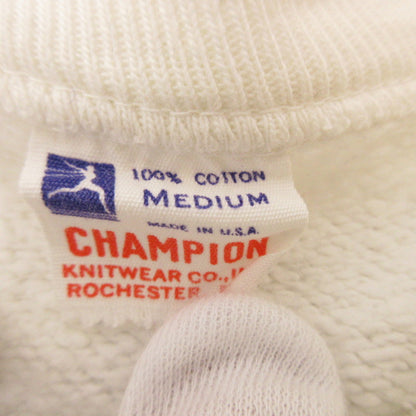 100% COTTON
MEDIUM
MADE IN U.S.A.
CHAMPION
KNITWEAR CO.,
ROCHESTER